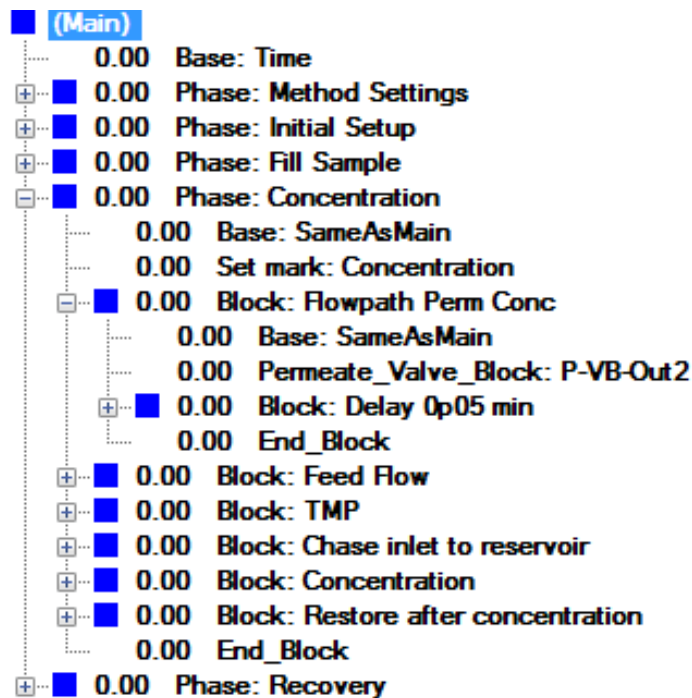 (Main)
0.00 Base: Time
0.00 Phase: Method Settings
0.00 Phase: Initial Setup
0.00 Phase: Fill Sample
0.00 Phase: Concentration
0.00 Base: SameAsMain
0.00 Set mark: Concentration
0.00 Block: Flowpath Perm Conc
0.00 Base: SameAsMain
0.00 Permeate_Valve_Block: P-VB-Out2
0.00 Block: Delay 0p05 min
0.00 End_Block
0.00 Block: Feed Flow
0.00 Block: TMP
0.00 Block: Chase inlet to reservoir
0.00 Block: Concentration
0.00 Block: Restore after concentration
0.00 End_Block
0.00 Phase: Recovery